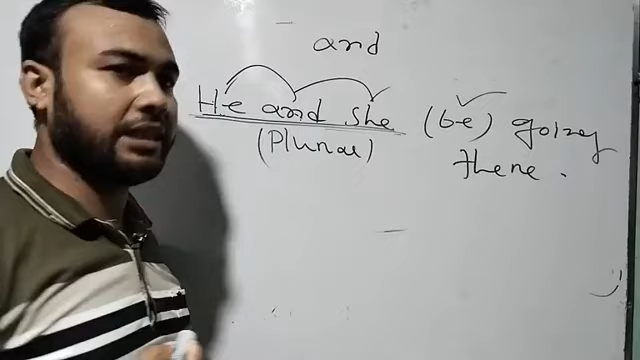 and
He and she (be) going
(Plural) there.